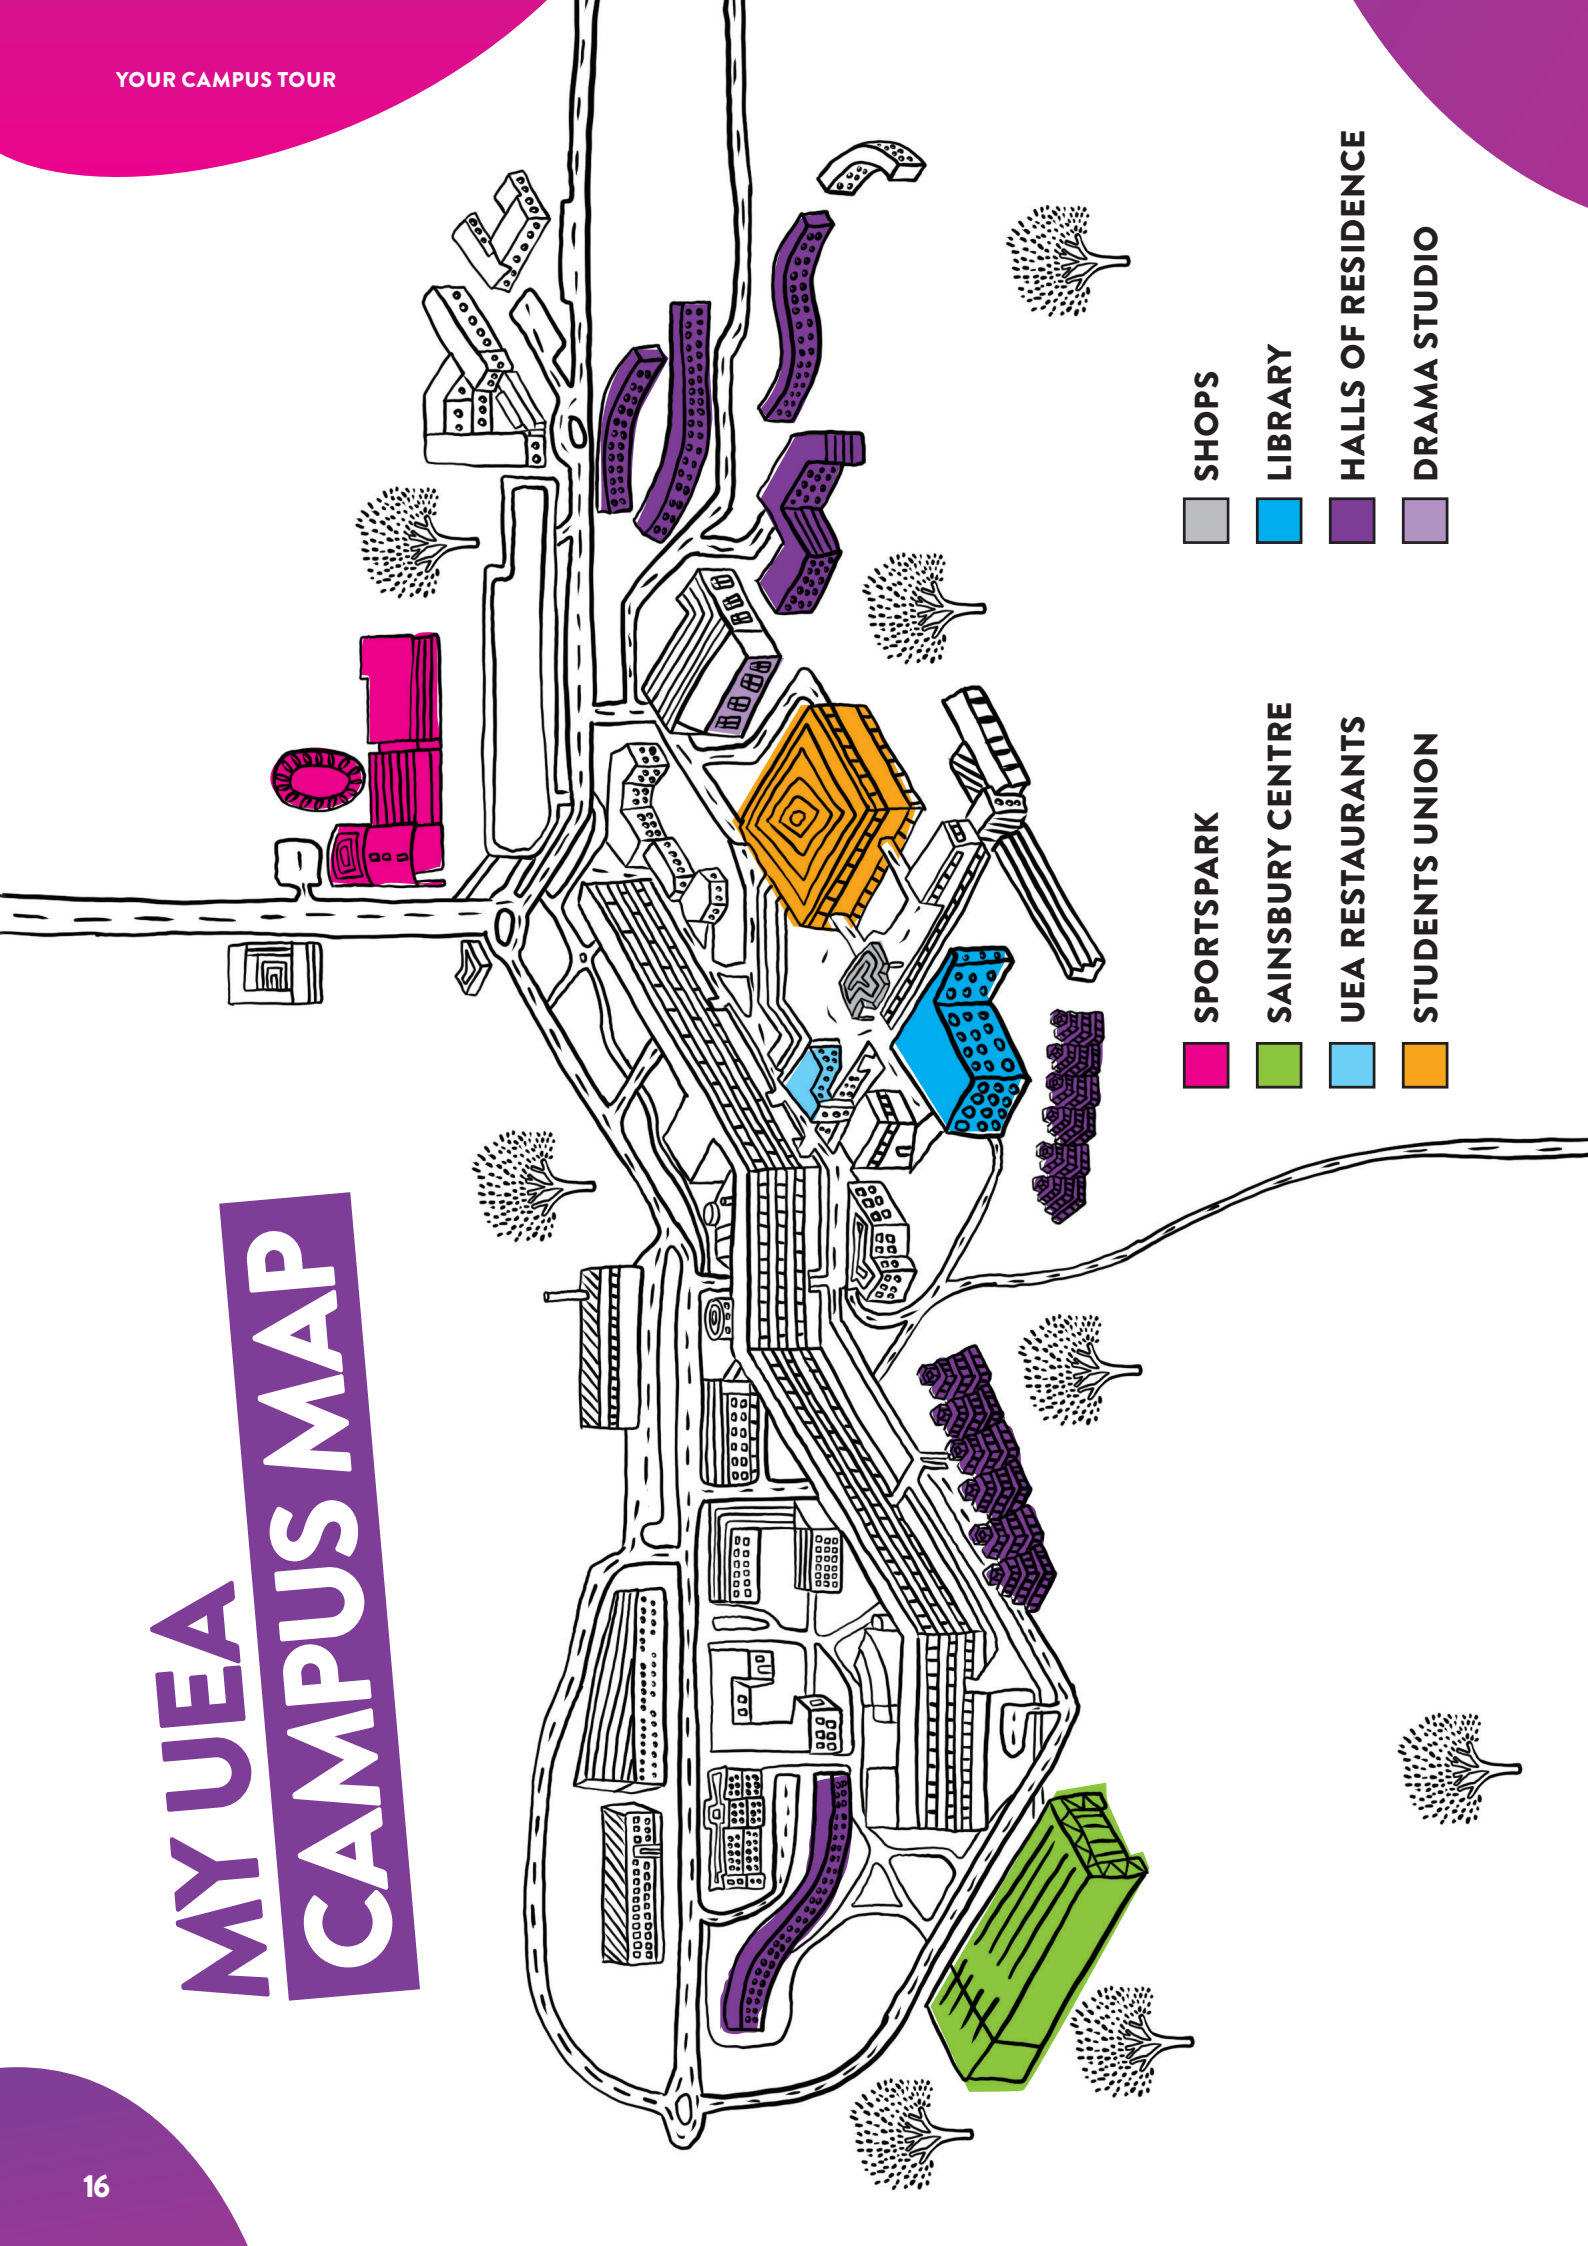 YOUR CAMPUS TOUR
MY UEA
CAMPUS MAP
SPORTSPARK
SAINSBURY CENTRE
UEA RESTAURANTS
STUDENTS UNION
SHOPS
LIBRARY
HALLS OF RESIDENCE
DRAMA STUDIO
16